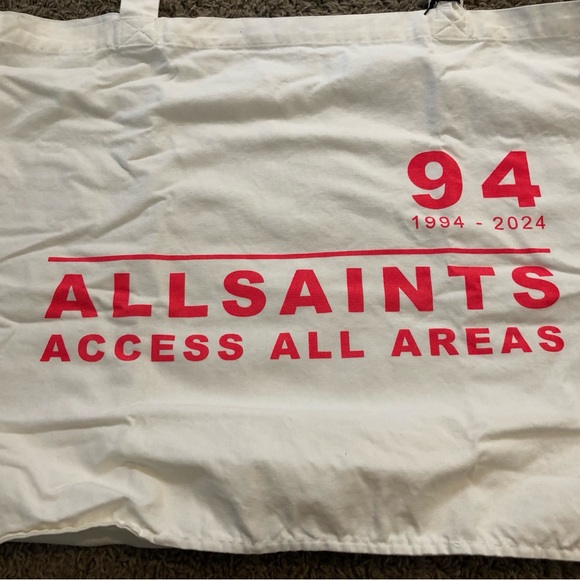 94
1994 - 2024
ALLSAINTS
ACCESS ALL AREAS